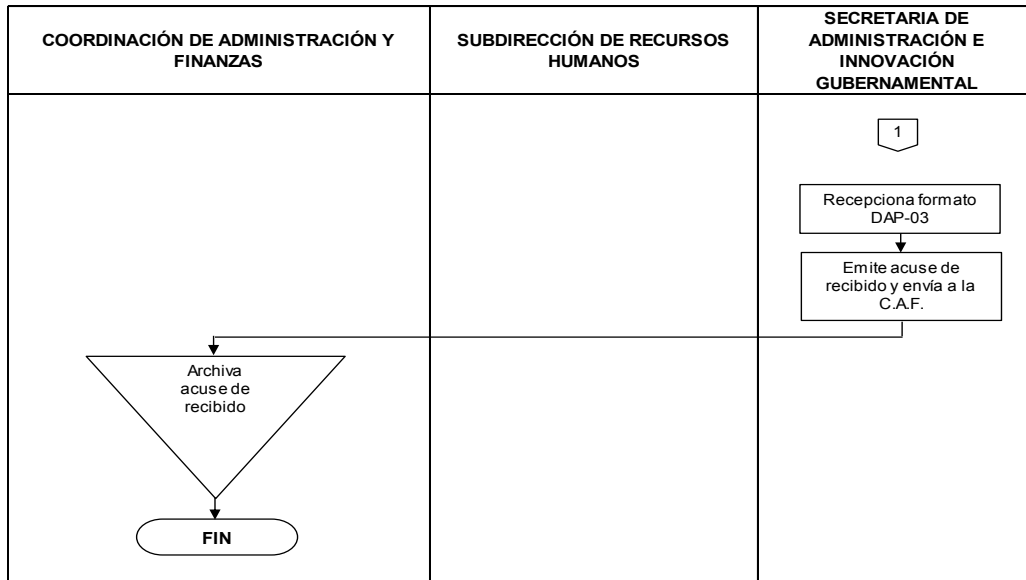 COORDINACIÓN DE ADMINISTRACIÓN Y
FINANZAS
SUBDIRECCIÓN DE RECURSOS
HUMANOS
SECRETARIA DE
ADMINISTRACIÓN E
INNOVACIÓN
GUBERNAMENTAL
1
Recepciona formato
DAP-03
Emite acuse de
recibido y envía a la
C.A.F.
Archiva
acuse de
recibido
FIN